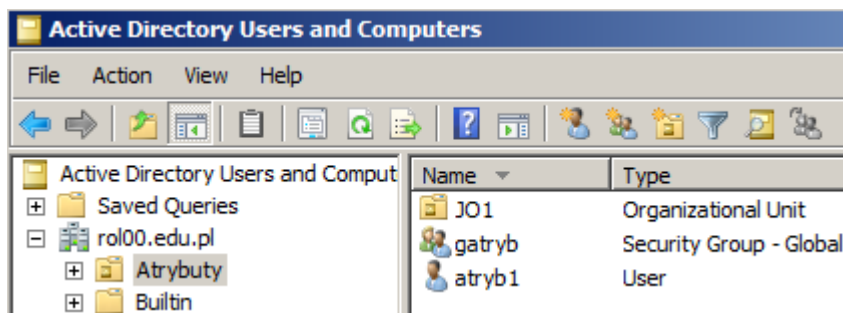 Active Directory Users and Computers
File Action View Help
Active Directory Users and Comput
Name Type
Saved Queries
JO1 Organizational Unit
rol00.edu.pl
gatryb Security Group - Global
Atrybuty
atryb1 User
Builtin